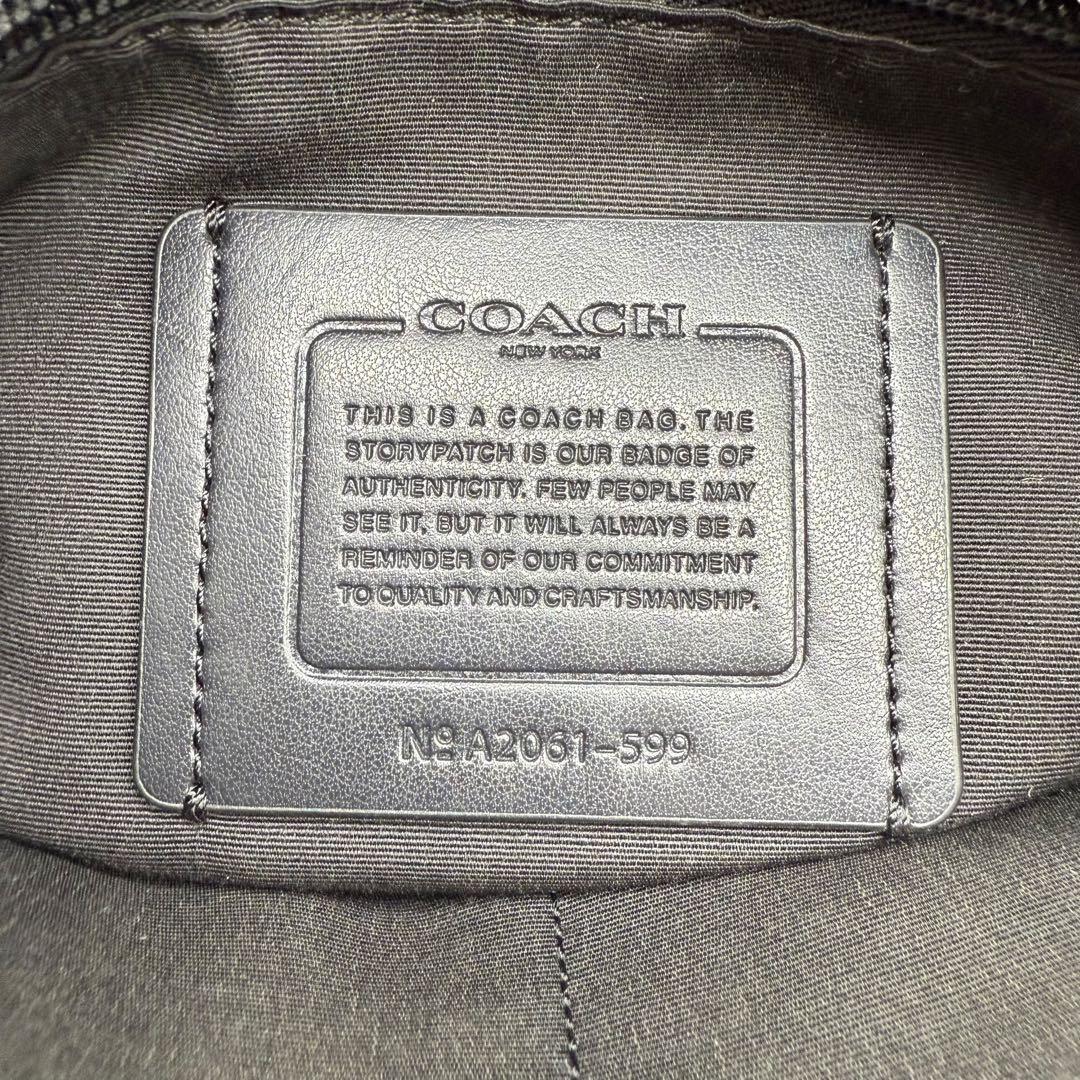 COACH
NEW YORK
THIS IS A COACH BAG. THE
STORYPATCH IS OUR BADGE OF
AUTHENTICITY. FEW PEOPLE MAY
SEE IT, BUT IT WILL ALWAYS BE A
REMINDER OF OUR COMMITMENT
TO QUALITY AND CRAFTSMANSHIP.
Nº A2061-599